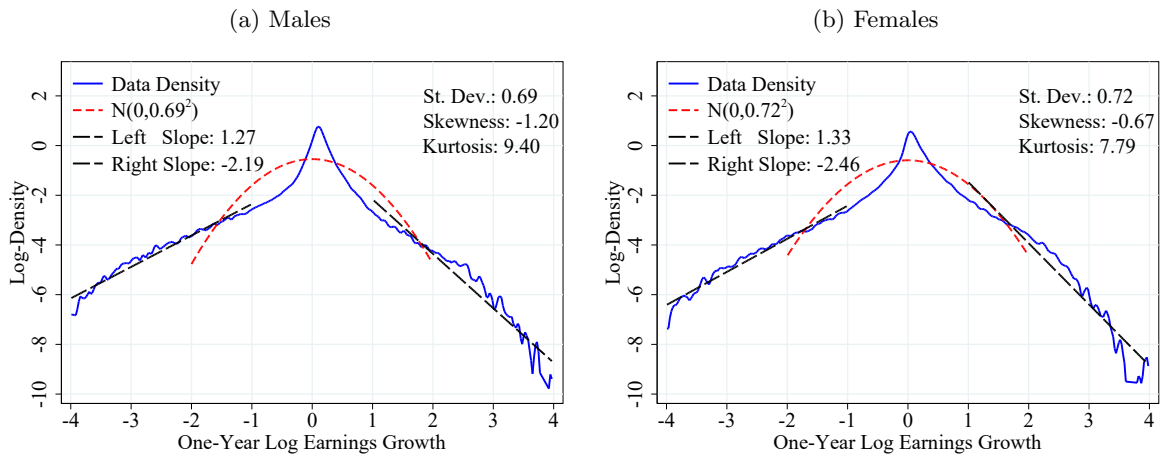 (a) Males
Data Density
N(0,0.69²)
Left Slope: 1.27
Right Slope: -2.19
St. Dev.: 0.69
Skewness: -1.20
Kurtosis: 9.40
Log-Density
2
0
-2
-4
-6
-8
-10
-4 -3 -2 -1 0 1 2 3 4
One-Year Log Earnings Growth
(b) Females
Data Density
N(0,0.72²)
Left Slope: 1.33
Right Slope: -2.46
St. Dev.: 0.72
Skewness: -0.67
Kurtosis: 7.79
Log-Density
2
0
-2
-4
-6
-8
-10
-4 -3 -2 -1 0 1 2 3 4
One-Year Log Earnings Growth